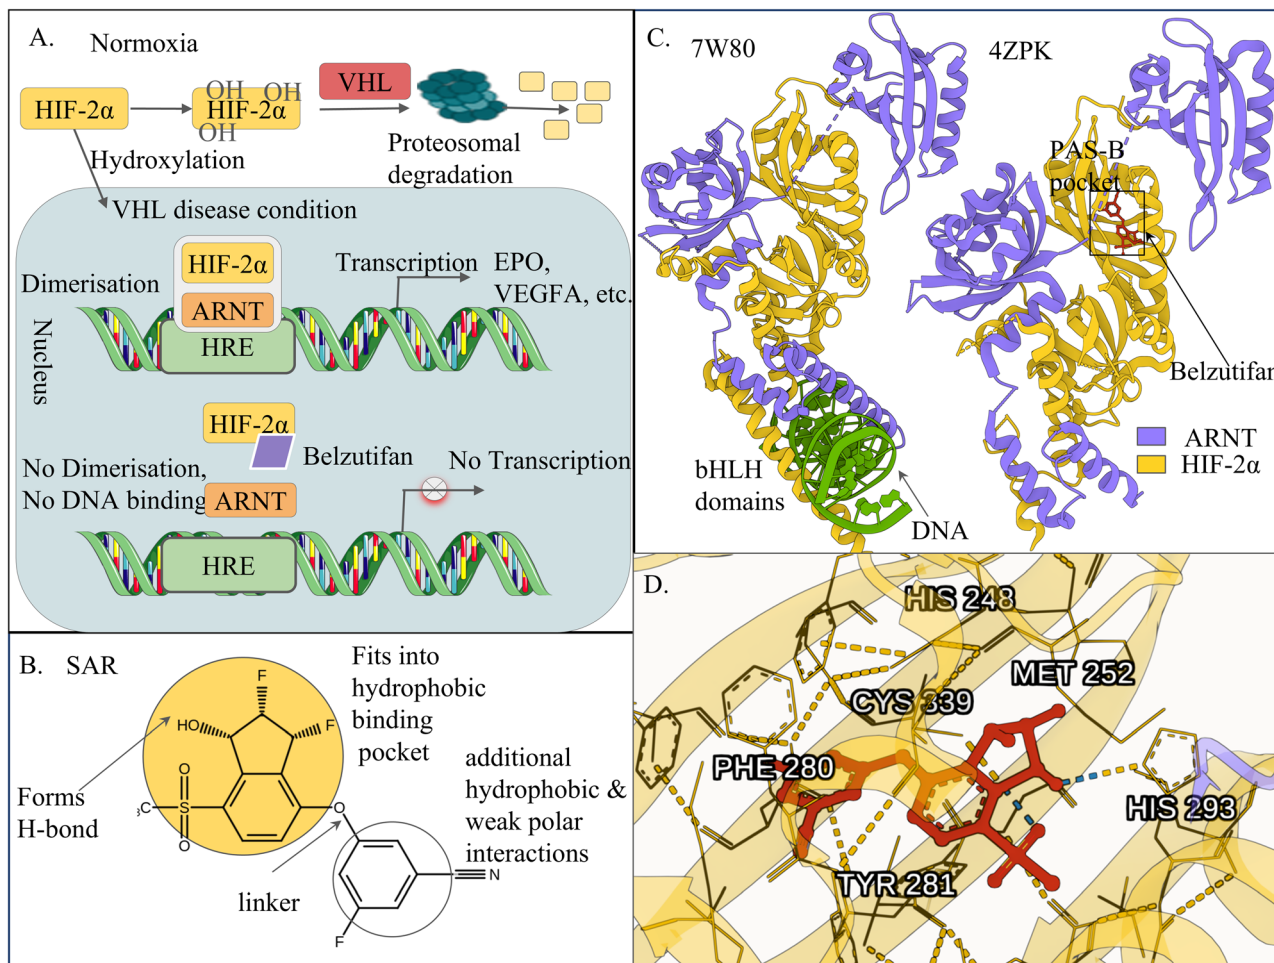 A.
Normoxia
HIF-2α
OH
OH
HIF-2α
OH
VHL
Hydroxylation
Proteosomal
degradation
VHL disease condition
Nucleus
Dimerisation
HIF-2α
ARNT
HRE
Transcription
EPO,
VEGFA, etc.
HIF-2α
Belzutifan
No Dimerisation,
No DNA binding
ARNT
No Transcription
HRE
B. SAR
Forms
H-bond
F
HO
F
O
S
O
C
O
Fits into
hydrophobic
binding
pocket
additional
hydrophobic &
weak polar
interactions
linker
N
F
C.
7W80
4ZPK
PAS-B
pocket
Belzutifan
ARNT
HIF-2α
bHLH
domains
DNA
D.
HIS 248
MET 252
CYS 339
PHE 280
HIS 293
TYR 281